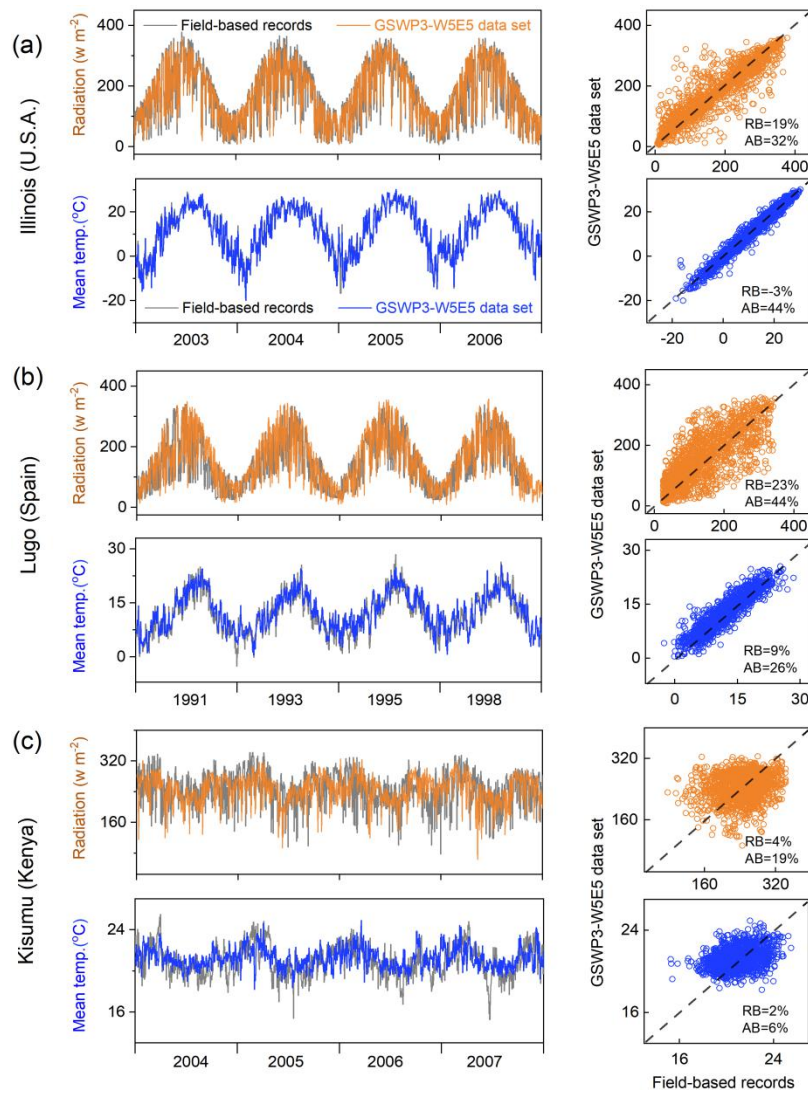 (a)
Illinois (U.S.A.)
Radiation (w m-2)
400
200
0
Field-based records
GSWP3-W5E5 data set
Mean temp.(oC)
20
0
-20
Field-based records
GSWP3-W5E5 data set
2003 2004 2005 2006
GSWP3-W5E5 data set
400
200
0
RB=19%
AB=32%
0 200 400
20
0
-20
RB=-3%
AB=44%
-20 0 20
(b)
Lugo (Spain)
Radiation (w m-2)
400
200
0
Mean temp.(oC)
30
15
0
1991 1993 1995 1998
GSWP3-W5E5 data set
400
200
0
RB=23%
AB=44%
0 200 400
30
15
0
RB=9%
AB=26%
0 15 30
(c)
Kisumu (Kenya)
Radiation (w m-2)
320
160
Mean temp.(oC)
24
16
2004 2005 2006 2007
GSWP3-W5E5 data set
320
160
RB=4%
AB=19%
160 320
24
16
RB=2%
AB=6%
16 24
Field-based records